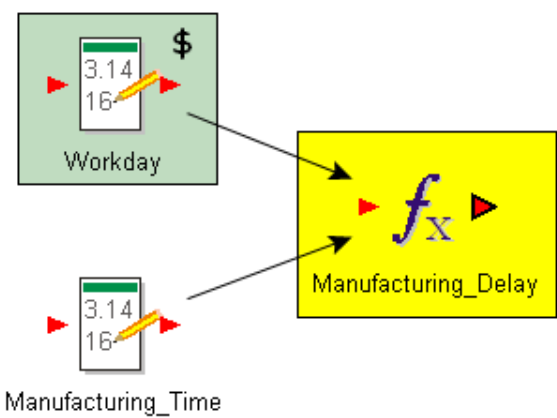 $
3.14
16
Workday
fx
Manufacturing_Delay
3.14
16
Manufacturing_Time